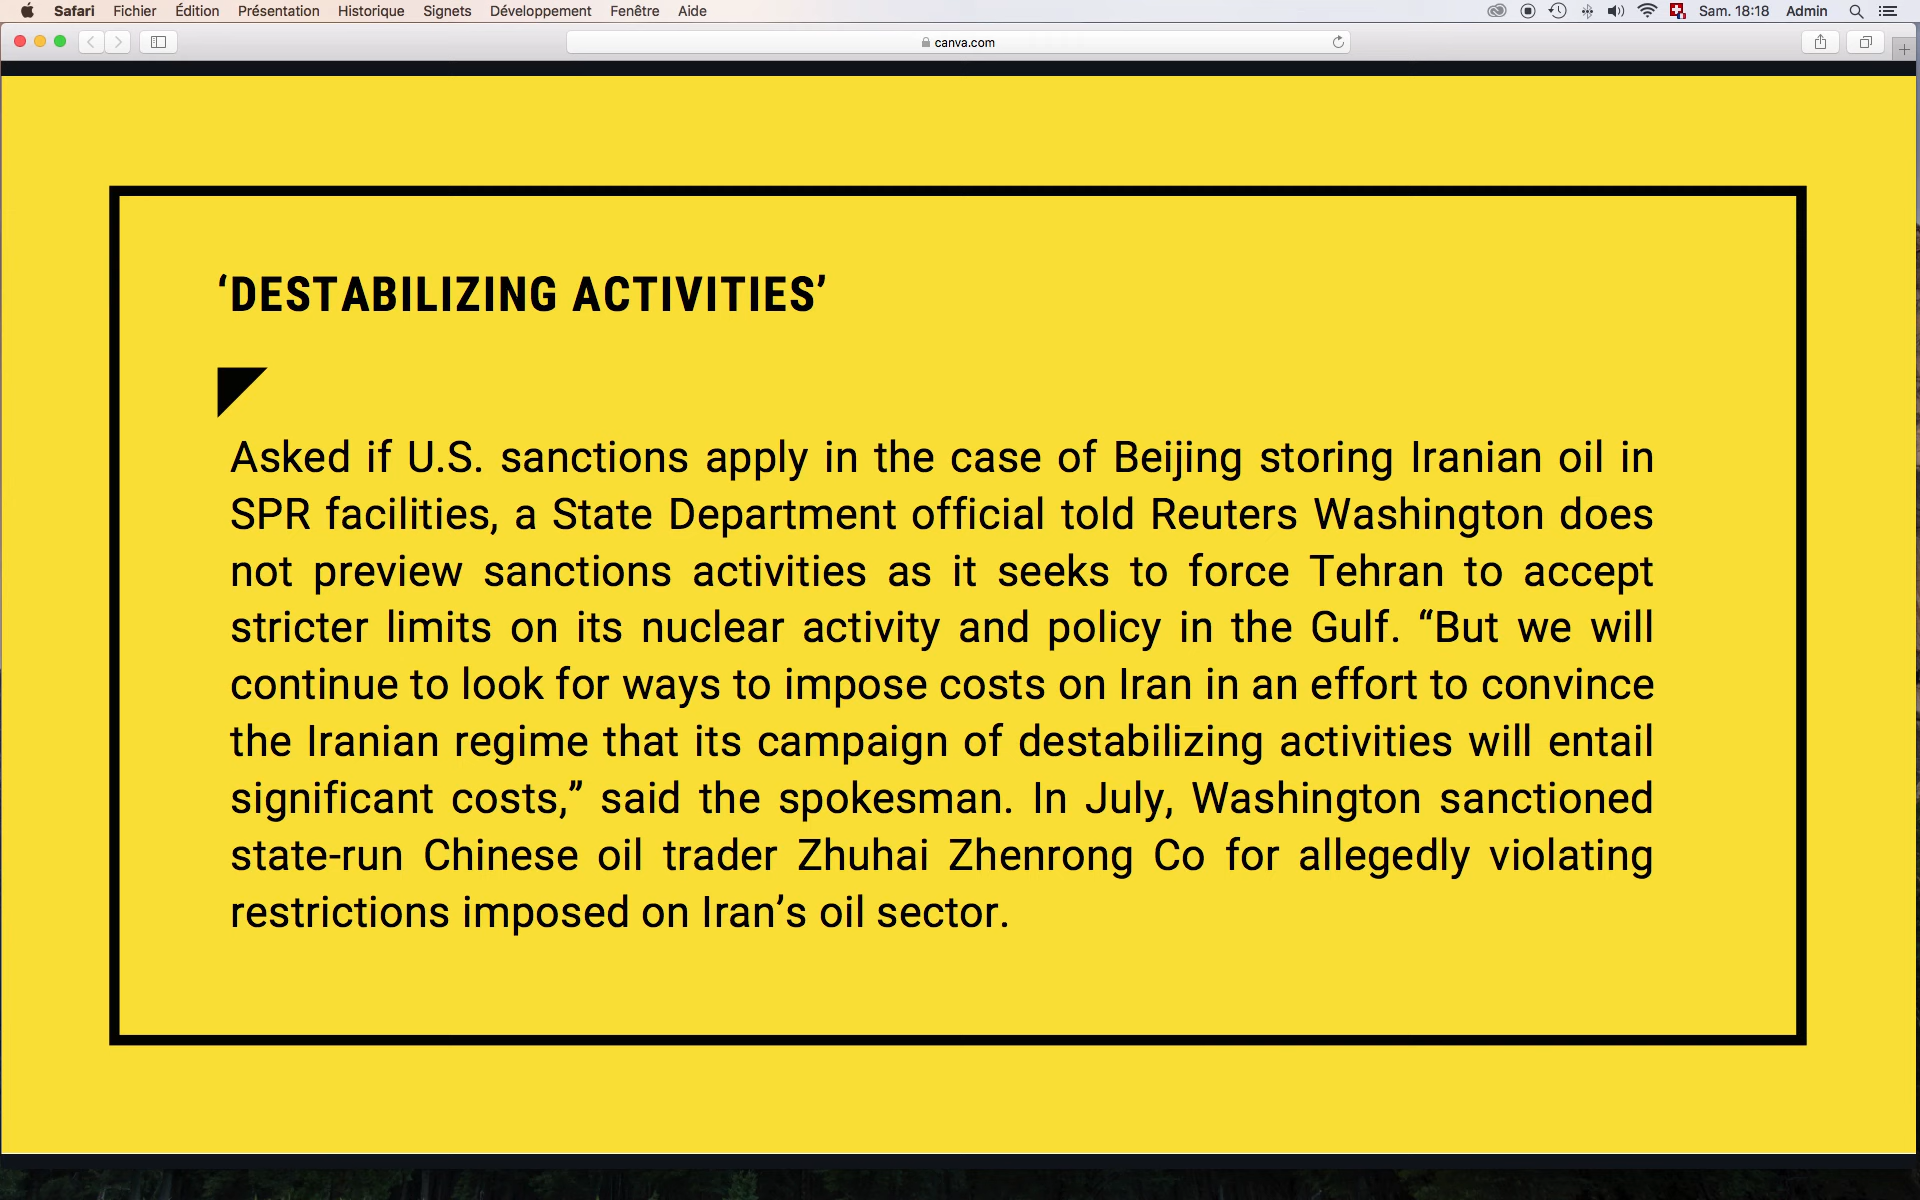 Safari Fichier Édition Présentation Historique Signets Développement Fenêtre Aide Sam. 18:18 Admin
canva.com
‘DESTABILIZING ACTIVITIES’
Asked if U.S. sanctions apply in the case of Beijing storing Iranian oil in
SPR facilities, a State Department official told Reuters Washington does
not preview sanctions activities as it seeks to force Tehran to accept
stricter limits on its nuclear activity and policy in the Gulf. “But we will
continue to look for ways to impose costs on Iran in an effort to convince
the Iranian regime that its campaign of destabilizing activities will entail
significant costs,” said the spokesman. In July, Washington sanctioned
state-run Chinese oil trader Zhuhai Zhenrong Co for allegedly violating
restrictions imposed on Iran’s oil sector.